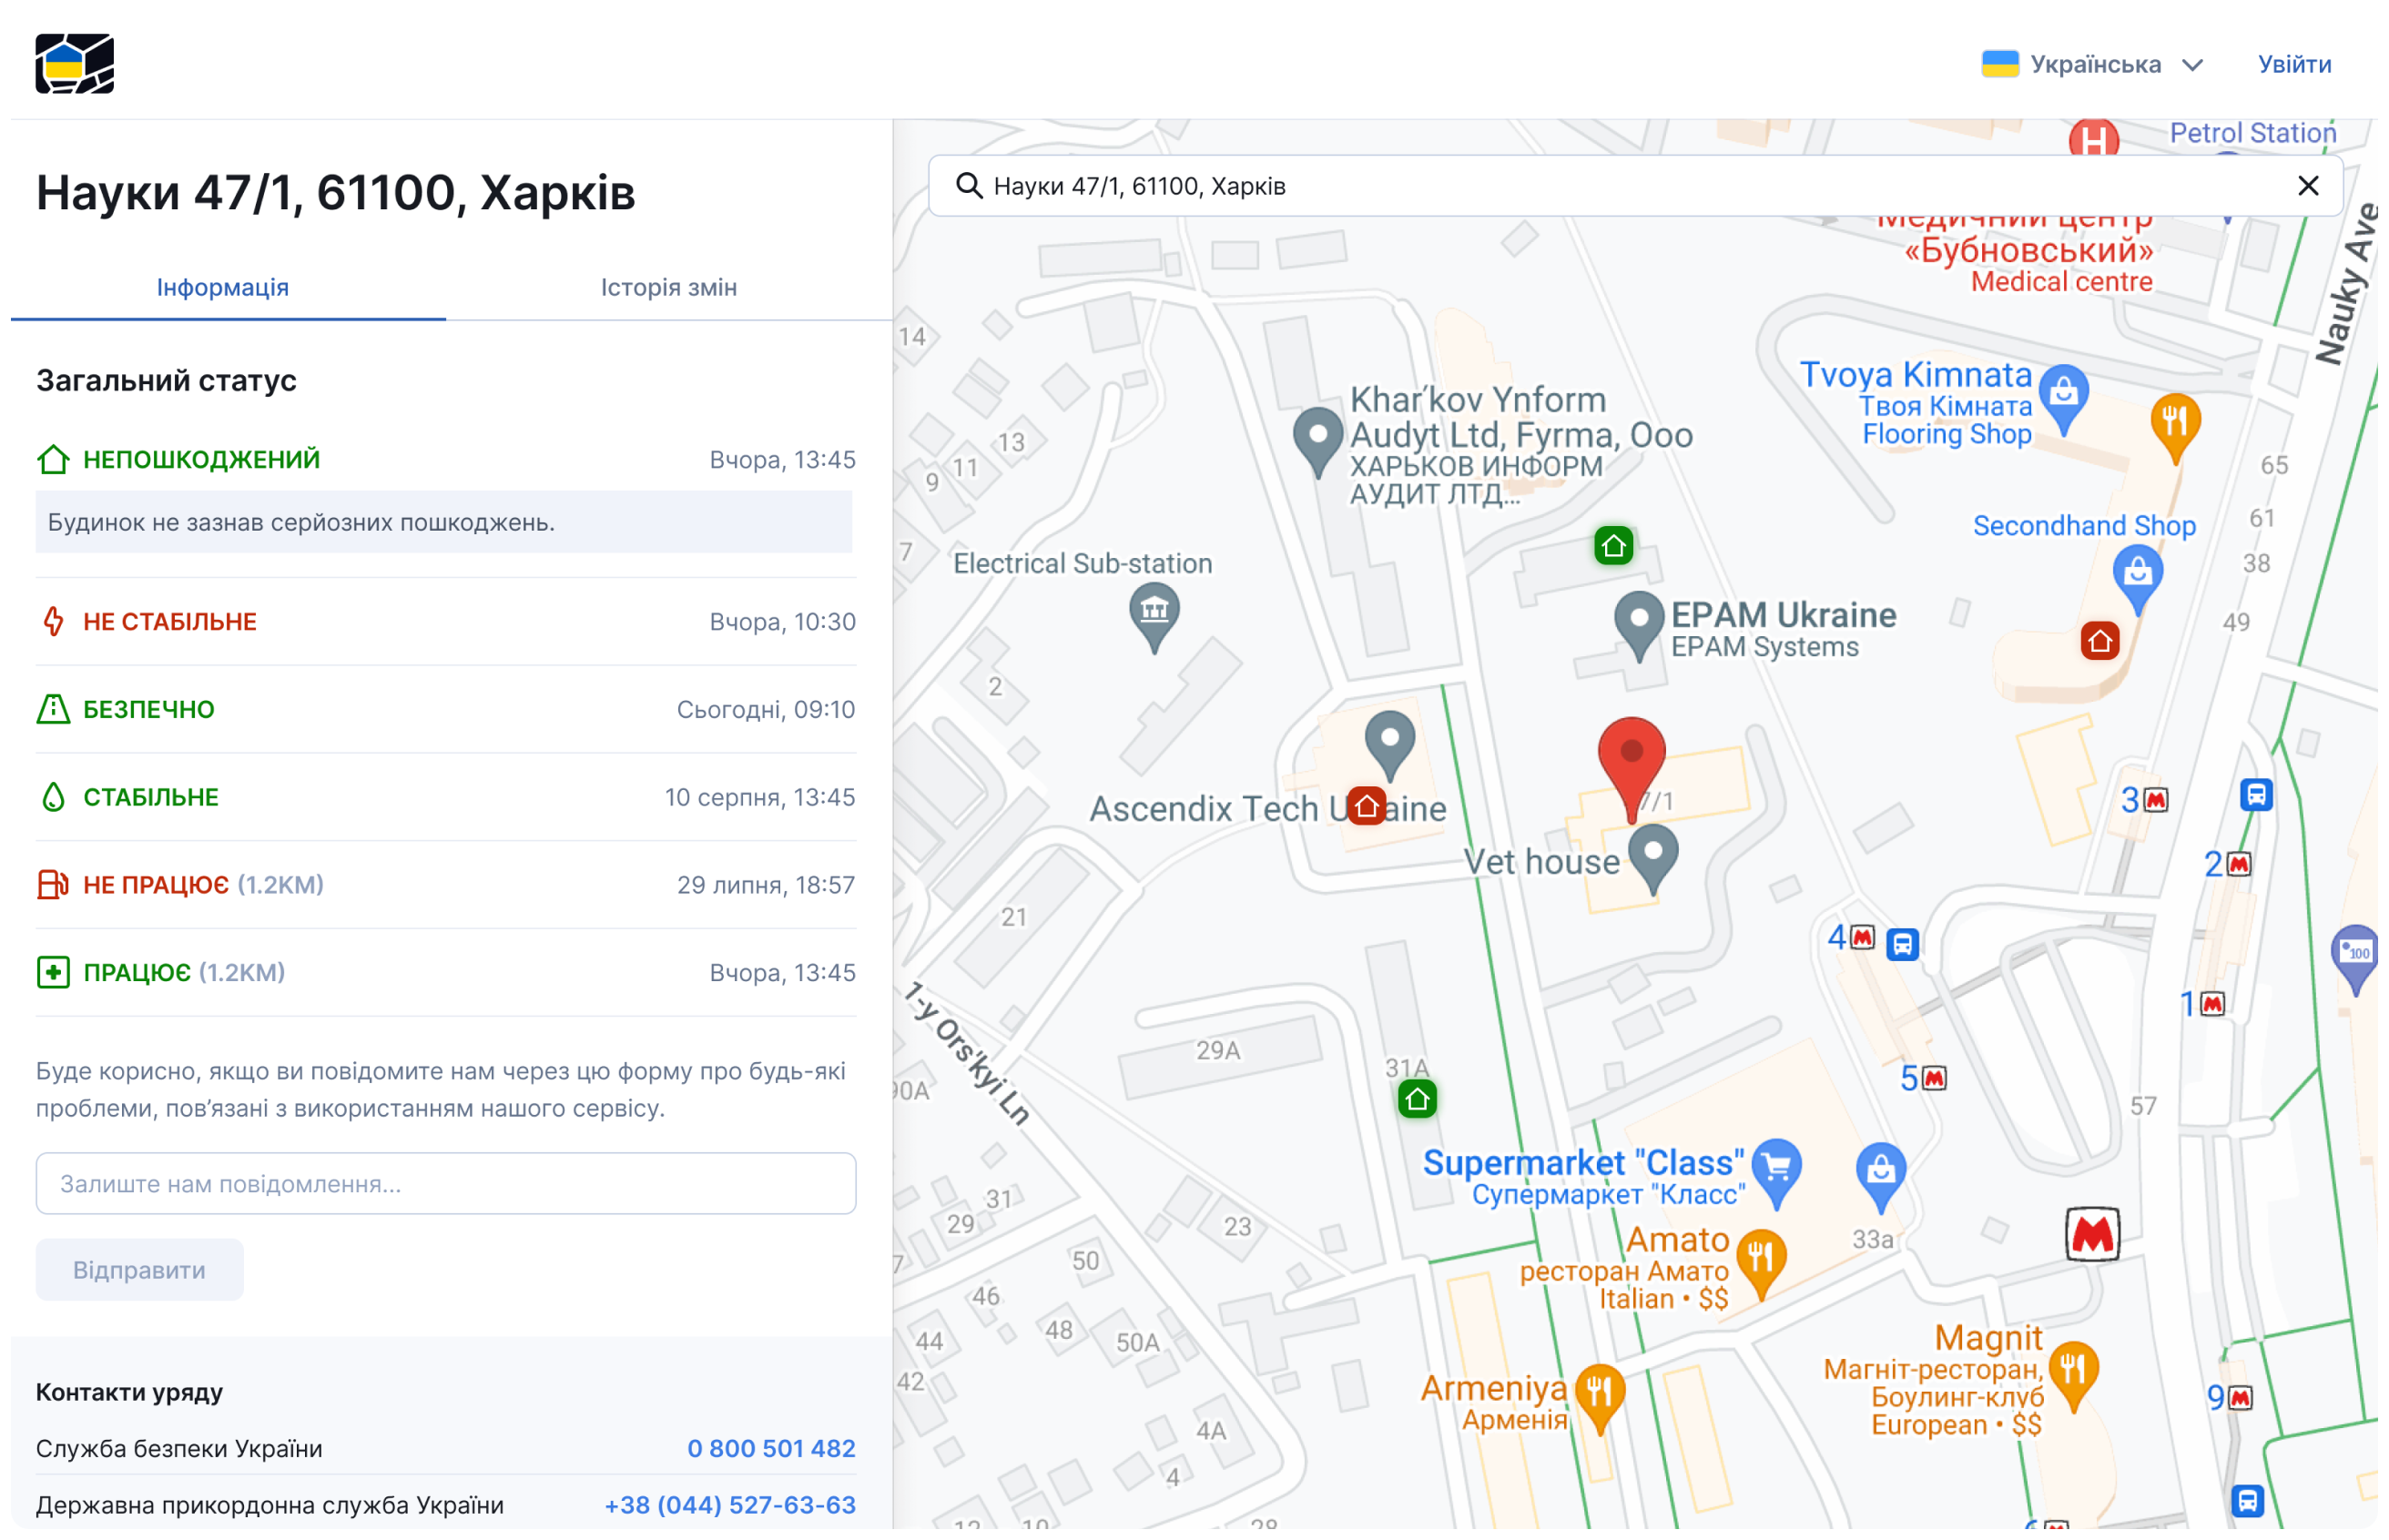 Українська
Увійти
Науки 47/1, 61100, Харків
Інформація
Історія змін
Загальний статус
НЕПОШКОДЖЕНИЙ
Вчора, 13:45
Будинок не зазнав серйозних пошкоджень.
НЕ СТАБІЛЬНЕ
Вчора, 10:30
БЕЗПЕЧНО
Сьогодні, 09:10
СТАБІЛЬНЕ
10 серпня, 13:45
НЕ ПРАЦЮЄ (1.2KM)
29 липня, 18:57
ПРАЦЮЄ (1.2KM)
Вчора, 13:45
Буде корисно, якщо ви повідомите нам через цю форму про будь-які
проблеми, пов’язані з використанням нашого сервісу.
Залиште нам повідомлення...
Відправити
Контакти уряду
Служба безпеки України
0 800 501 482
Державна прикордонна служба України
+38 (044) 527-63-63
Науки 47/1, 61100, Харків
H
Petrol Station
Медичний центр
«Бубновський»
Medical centre
Nauky Ave
14
13
11
9
7
Khar´kov Ynform
Audyt Ltd, Fyrma, Ooo
ХАРЬКОВ ИНФОРМ
АУДИТ ЛТД...
Tvoya Kimnata
Твоя Кімната
Flooring Shop
65
Secondhand Shop
61
38
49
Electrical Sub-station
EPAM Ukraine
EPAM Systems
2
7/1
Vet house
3
2
4
1
100
5
57
21
1-y Ors'kyi Ln
29A
31A
Supermarket "Class"
Супермаркет "Класс"
33a
Amato
ресторан Амато
Italian • $$
31
29
23
50
46
48
44
50A
42
4A
4
Armeniya
Арменія
Magnit
Магніт-ресторан,
Боулинг-клуб
European • $$
9